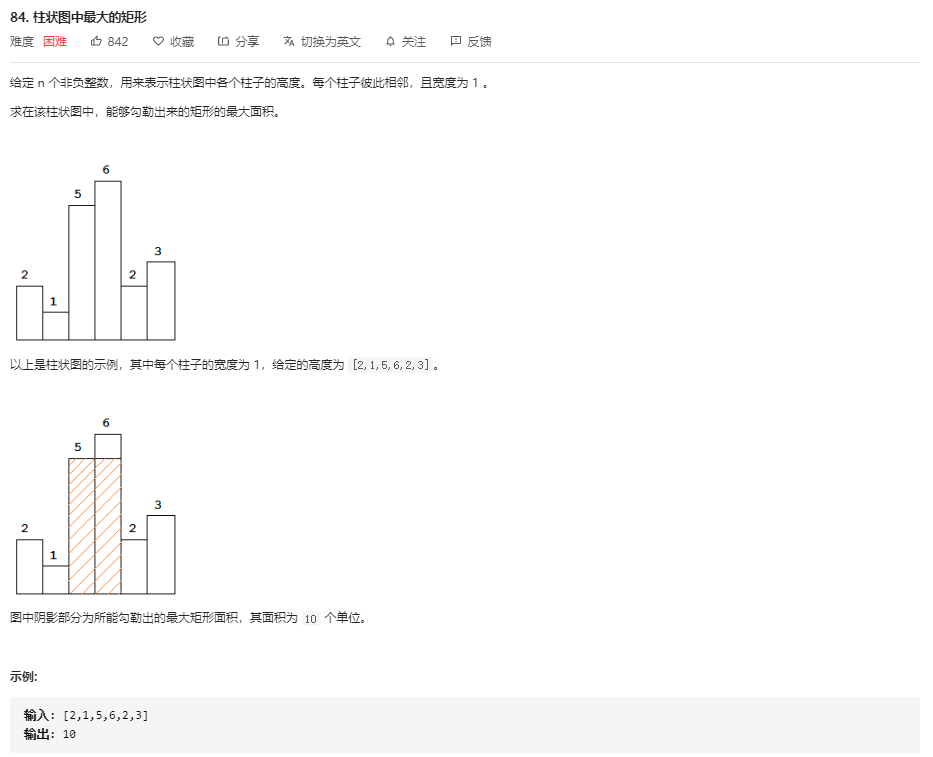 84. 柱状图中最大的矩形
难度 困难 842 收藏 分享 切换为英文 关注 反馈
给定 n 个非负整数，用来表示柱状图中各个柱子的高度。每个柱子彼此相邻，且宽度为 1 。
求在该柱状图中，能够勾勒出来的矩形的最大面积。
6
5
3
2 2
1
以上是柱状图的示例，其中每个柱子的宽度为 1，给定的高度为 [2,1,5,6,2,3] 。
6
5
3
2 2
1
图中阴影部分为所能勾勒出的最大矩形面积，其面积为 10 个单位。
示例:
输入: [2,1,5,6,2,3]
输出: 10